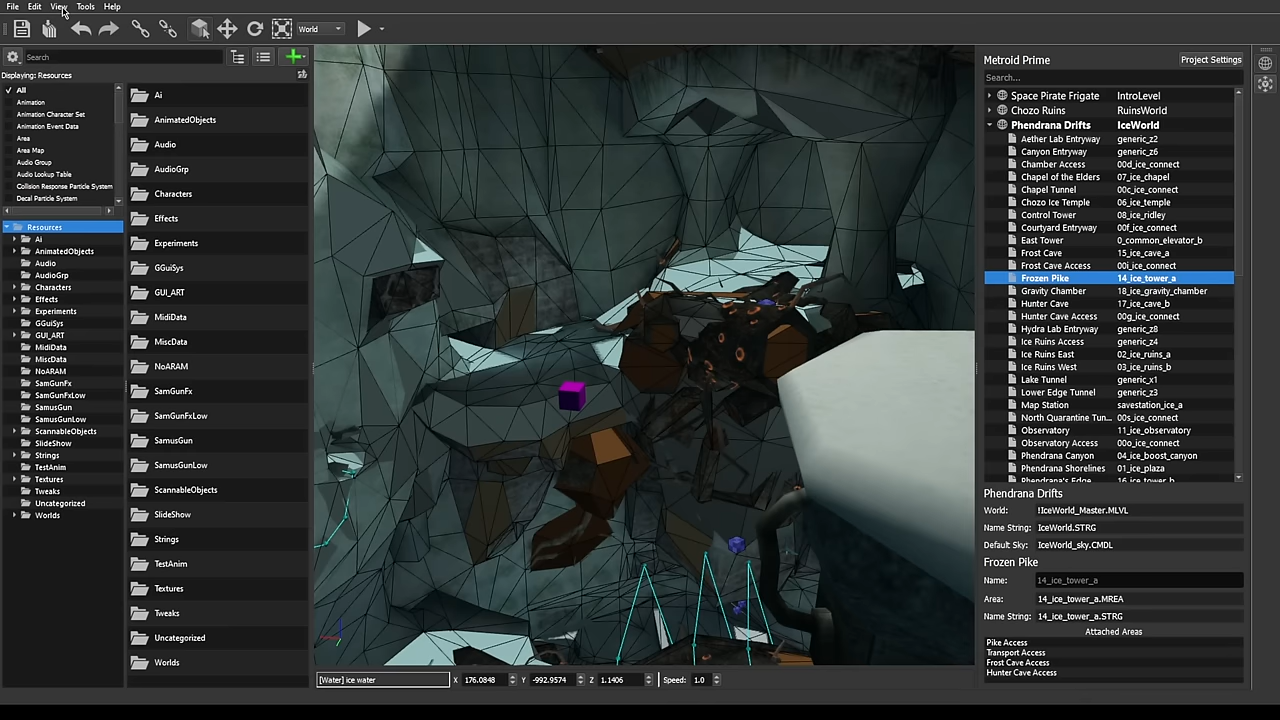 File Edit View Tools Help
World
Search
Displaying: Resources
All
Animation
Animation Character Set
Animation Event Data
Area
Area Map
Audio Group
Audio Lookup Table
Collision Response Particle System
Decal Particle System
Resources
Ai
AnimatedObjects
Audio
AudioGrp
Characters
Effects
Experiments
GGuiSys
GUI_ART
MidiData
MiscData
NoARAM
SamGunFx
SamGunFxLow
SamusGun
SamusGunLow
ScannableObjects
SlideShow
Strings
TestAnim
Textures
Tweaks
Uncategorized
Worlds
Ai
AnimatedObjects
Audio
AudioGrp
Characters
Effects
Experiments
GGuiSys
GUI_ART
MidiData
MiscData
NoARAM
SamGunFx
SamGunFxLow
SamusGun
SamusGunLow
ScannableObjects
SlideShow
Strings
TestAnim
Textures
Tweaks
Uncategorized
Worlds
[Water] ice water X 176.0848 Y -992.9574 Z 1.1406 Speed: 1.0
Metroid Prime Project Settings
Search...
Space Pirate Frigate IntroLevel
Chozo Ruins RuinsWorld
Phendrana Drifts IceWorld
Aether Lab Entryway generic_z2
Canyon Entryway generic_z6
Chamber Access 00d_ice_connect
Chapel of the Elders 07_ice_chapel
Chapel Tunnel 00c_ice_connect
Chozo Ice Temple 06_ice_temple
Control Tower 08_ice_ridley
Courtyard Entryway 00f_ice_connect
East Tower 0_common_elevator_b
Frost Cave 15_ice_cave_a
Frost Cave Access 00i_ice_connect
Frozen Pike 14_ice_tower_a
Gravity Chamber 18_ice_gravity_chamber
Hunter Cave 17_ice_cave_b
Hunter Cave Access 00g_ice_connect
Hydra Lab Entryway generic_z8
Ice Ruins Access generic_z4
Ice Ruins East 02_ice_ruins_a
Ice Ruins West 03_ice_ruins_b
Lake Tunnel generic_x1
Lower Edge Tunnel generic_z3
Map Station savestation_ice_a
North Quarantine Tun... 00s_ice_connect
Observatory 11_ice_observatory
Observatory Access 00o_ice_connect
Phendrana Canyon 04_ice_boost_canyon
Phendrana Shorelines 01_ice_plaza
Phendrana's Edge 16_ice_tower_b
Phendrana Drifts
World: !IceWorld_Master.MLVL
Name String: IceWorld.STRG
Default Sky: IceWorld_sky.CMDL
Frozen Pike
Name: 14_ice_tower_a
Area: 14_ice_tower_a.MREA
Name String: 14_ice_tower_a.STRG
Attached Areas
Pike Access
Transport Access
Frost Cave Access
Hunter Cave Access